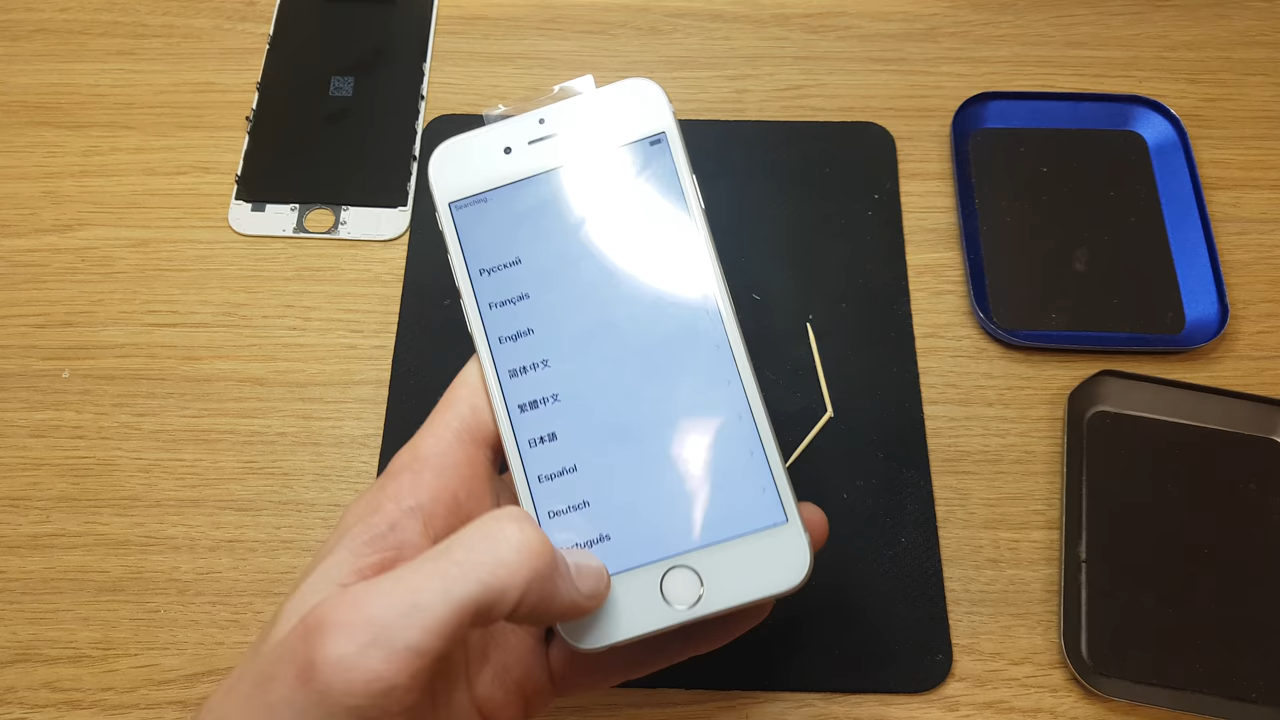 Searching...
Русский
Français
English
简体中文
繁體中文
日本語
Español
Deutsch